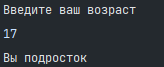 Введите ваш возраст
17
Вы подросток